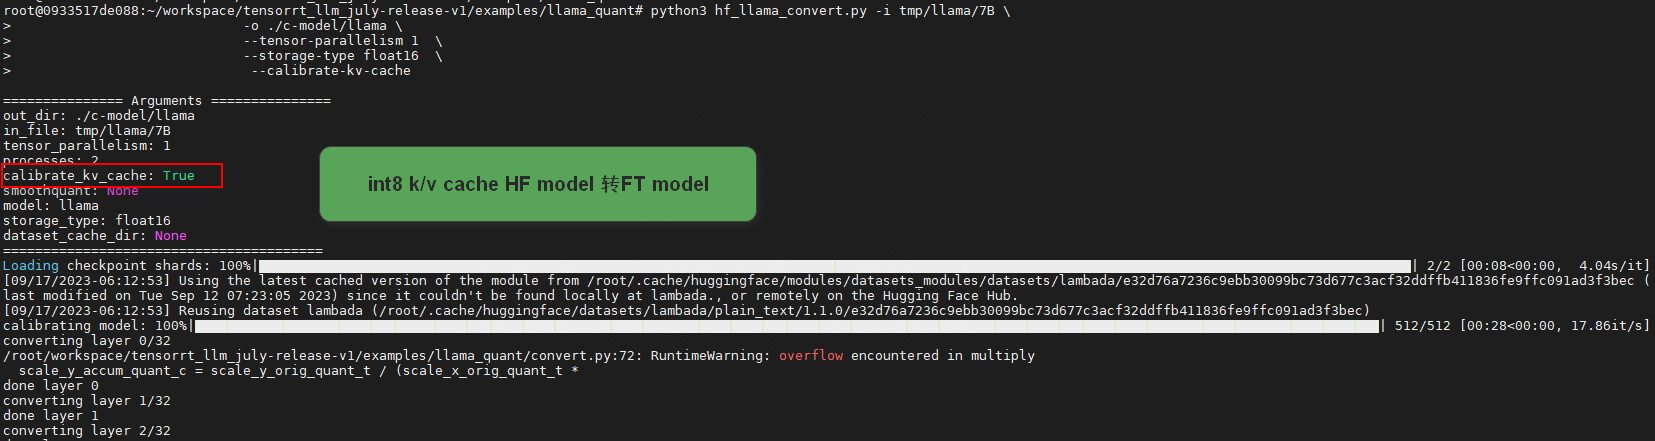 root@0933517de088:~/workspace/tensorrt_llm_july-release-v1/examples/llama_quant# python3 hf_llama_convert.py -i tmp/llama/7B \
> -o ./c-model/llama \
> --tensor-parallelism 1 \
> --storage-type float16 \
> --calibrate-kv-cache
=============== Arguments ===============
out_dir: ./c-model/llama
in_file: tmp/llama/7B
tensor_parallelism: 1
processes: 2
calibrate_kv_cache: True
smoothquant: None
model: llama
storage_type: float16
dataset_cache_dir: None
========================================
int8 k/v cache HF model 转FT model
Loading checkpoint shards: 100%| | 2/2 [00:08<00:00, 4.04s/it]
[09/17/2023-06:12:53] Using the latest cached version of the module from /root/.cache/huggingface/modules/datasets_modules/datasets/lambada/e32d76a7236c9ebb30099bc73d677c3acf32ddffb411836fe9ffc091ad3f3bec (
last modified on Tue Sep 12 07:23:05 2023) since it couldn't be found locally at lambada., or remotely on the Hugging Face Hub.
[09/17/2023-06:12:53] Reusing dataset lambada (/root/.cache/huggingface/datasets/lambada/plain_text/1.1.0/e32d76a7236c9ebb30099bc73d677c3acf32ddffb411836fe9ffc091ad3f3bec)
calibrating model: 100%| | 512/512 [00:28<00:00, 17.86it/s]
converting layer 0/32
/root/workspace/tensorrt_llm_july-release-v1/examples/llama_quant/convert.py:72: RuntimeWarning: overflow encountered in multiply
scale_y_accum_quant_c = scale_y_orig_quant_t / (scale_x_orig_quant_t *
done layer 0
converting layer 1/32
done layer 1
converting layer 2/32